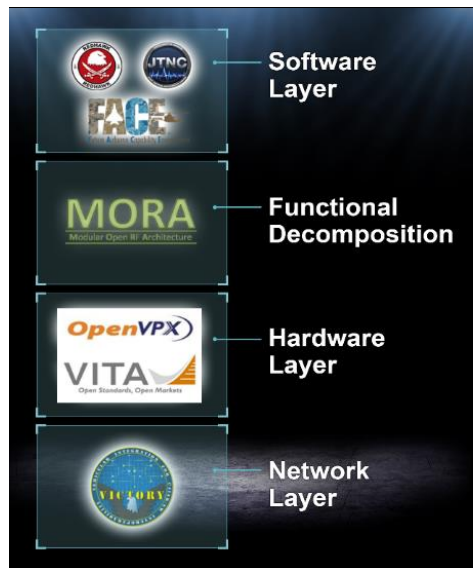 REDHAWK
REDHAWK
JTNC
FACE
Software
Layer
MORA
Modular Open RF Architecture
Functional
Decomposition
OpenVPX
VITA
Open Standards, Open Markets
Hardware
Layer
VICTORY
Network
Layer